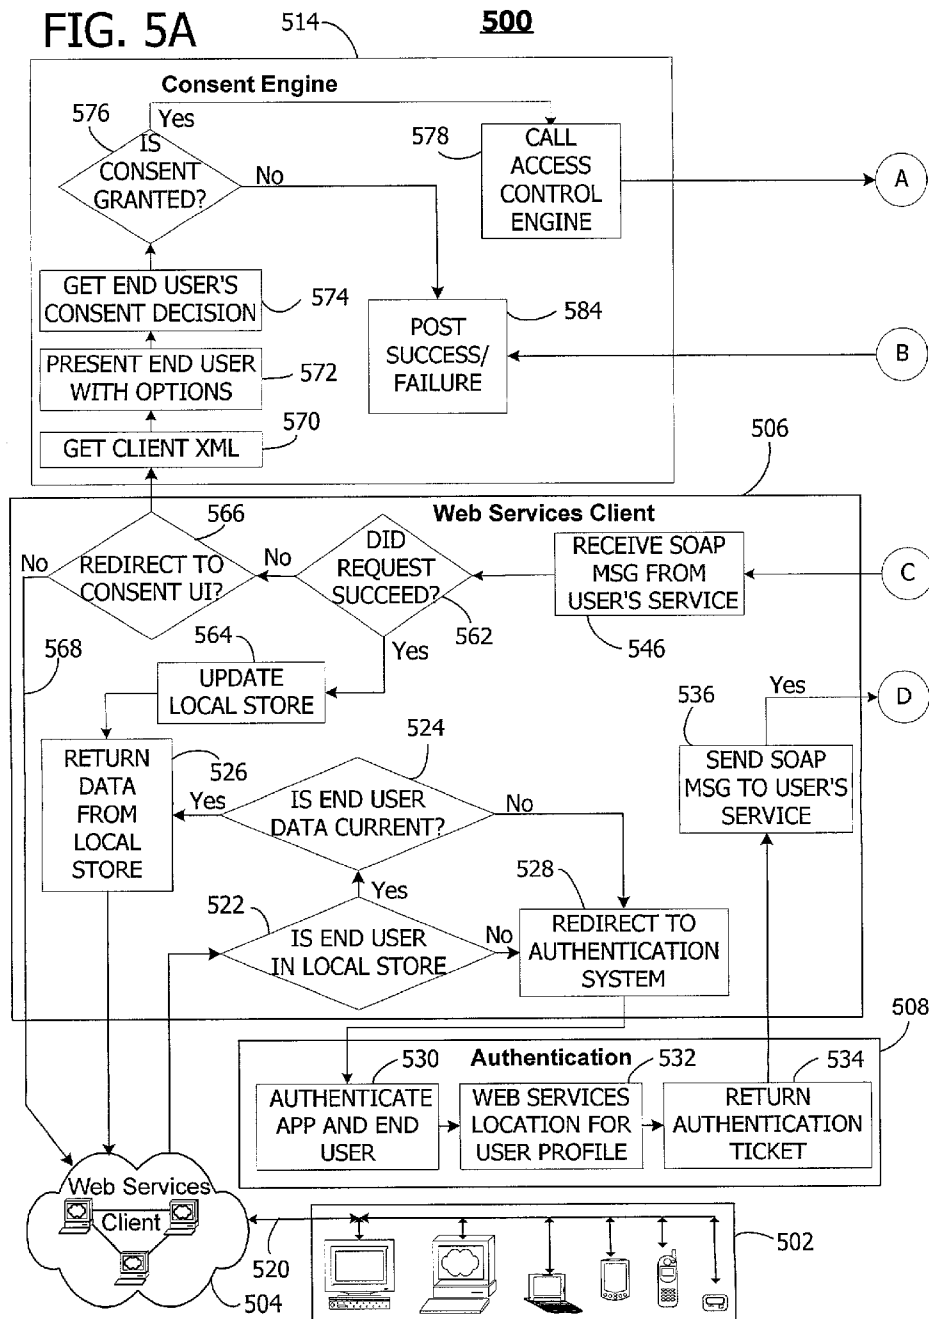 FIG. 5A
514
500
Consent Engine
576
Yes
IS
CONSENT
GRANTED?
No
578
CALL
ACCESS
CONTROL
ENGINE
A
GET END USER'S
CONSENT DECISION
574
PRESENT END USER
WITH OPTIONS
572
GET CLIENT XML
570
POST
SUCCESS/
FAILURE
584
B
506
Web Services Client
566
No
REDIRECT TO
CONSENT UI?
No
DID
REQUEST
SUCCEED?
562
Yes
RECEIVE SOAP
MSG FROM
USER'S SERVICE
546
C
568
564
UPDATE
LOCAL STORE
536
Yes
D
SEND SOAP
MSG TO USER'S
SERVICE
RETURN
DATA
FROM
LOCAL
STORE
526
524
Yes
IS END USER
DATA CURRENT?
No
522
Yes
IS END USER
IN LOCAL STORE
No
528
REDIRECT TO
AUTHENTICATION
SYSTEM
508
Authentication
530
AUTHENTICATE
APP AND END
USER
532
WEB SERVICES
LOCATION FOR
USER PROFILE
534
RETURN
AUTHENTICATION
TICKET
Web Services
Client
504
520
502